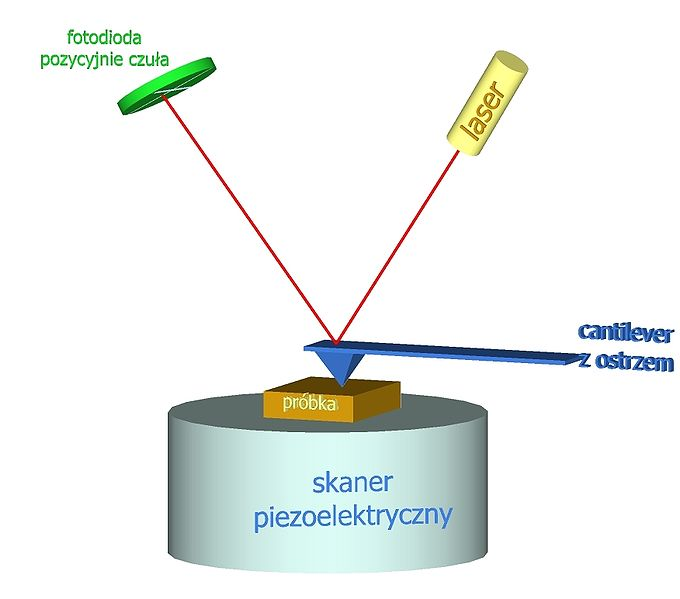 fotodioda
pozycyjnie czuła
laser
cantilever
z ostrzem
próbka
skaner
piezoelektryczny